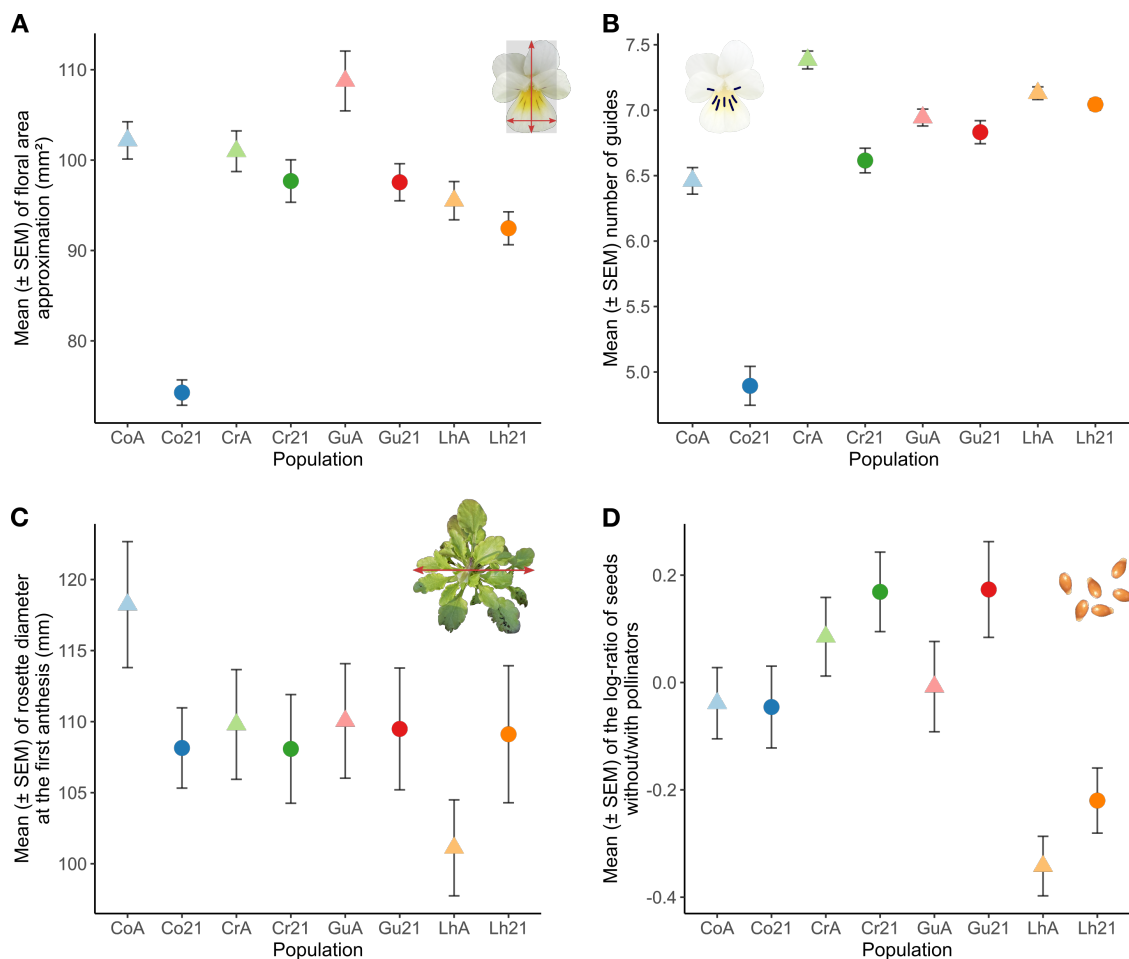 A
Mean (± SEM) of floral area
approximation (mm²)
110
100
90
80
CoA Co21 CrA Cr21 GuA Gu21 LhA Lh21
Population
B
Mean (± SEM) number of guides
7.5
7.0
6.5
6.0
5.5
5.0
CoA Co21 CrA Cr21 GuA Gu21 LhA Lh21
Population
C
Mean (± SEM) of rosette diameter
at the first anthesis (mm)
120
115
110
105
100
CoA Co21 CrA Cr21 GuA Gu21 LhA Lh21
Population
D
Mean (± SEM) of the log-ratio of seeds
without/with pollinators
0.2
0.0
-0.2
-0.4
CoA Co21 CrA Cr21 GuA Gu21 LhA Lh21
Population